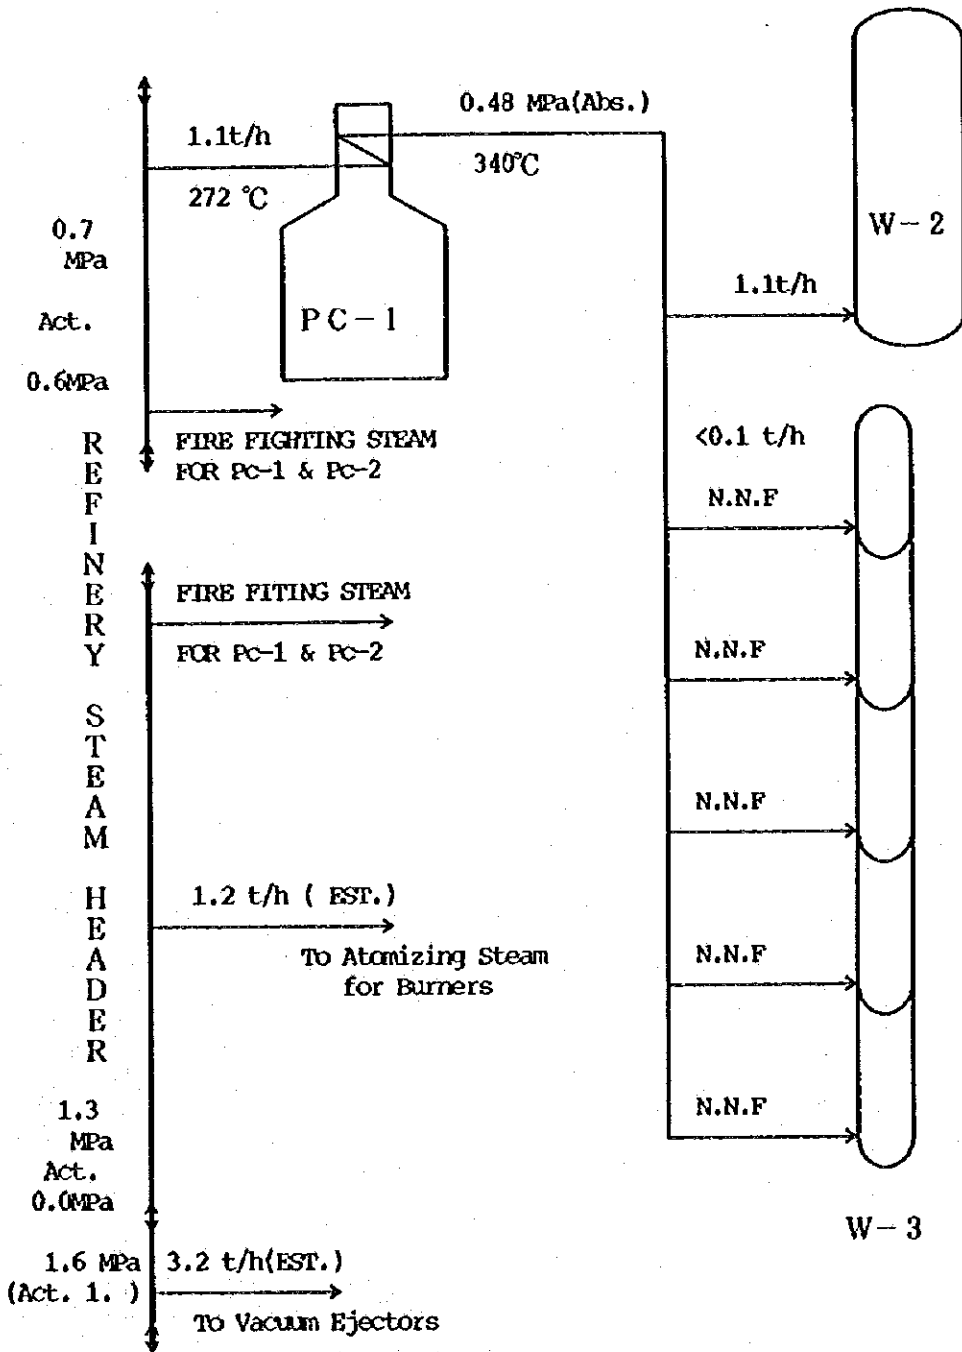 0.48 MPa(Abs.)
1.1t/h
340℃
272 ℃
W-2
0.7
MPa
1.1t/h
PC-1
Act.
0.6MPa
FIRE FIGHTING STEAM
FOR Pc-1 & Pc-2
<0.1 t/h
N.N.F
REFINERY STEAM HEADER
FIRE FITING STEAM
FOR Pc-1 & Pc-2
N.N.F
N.N.F
1.2 t/h ( EST.)
To Atomizing Steam
for Burners
N.N.F
N.N.F
1.3
MPa
Act.
0.0MPa
W-3
1.6 MPa
(Act. 1. )
3.2 t/h(EST.)
To Vacuum Ejectors